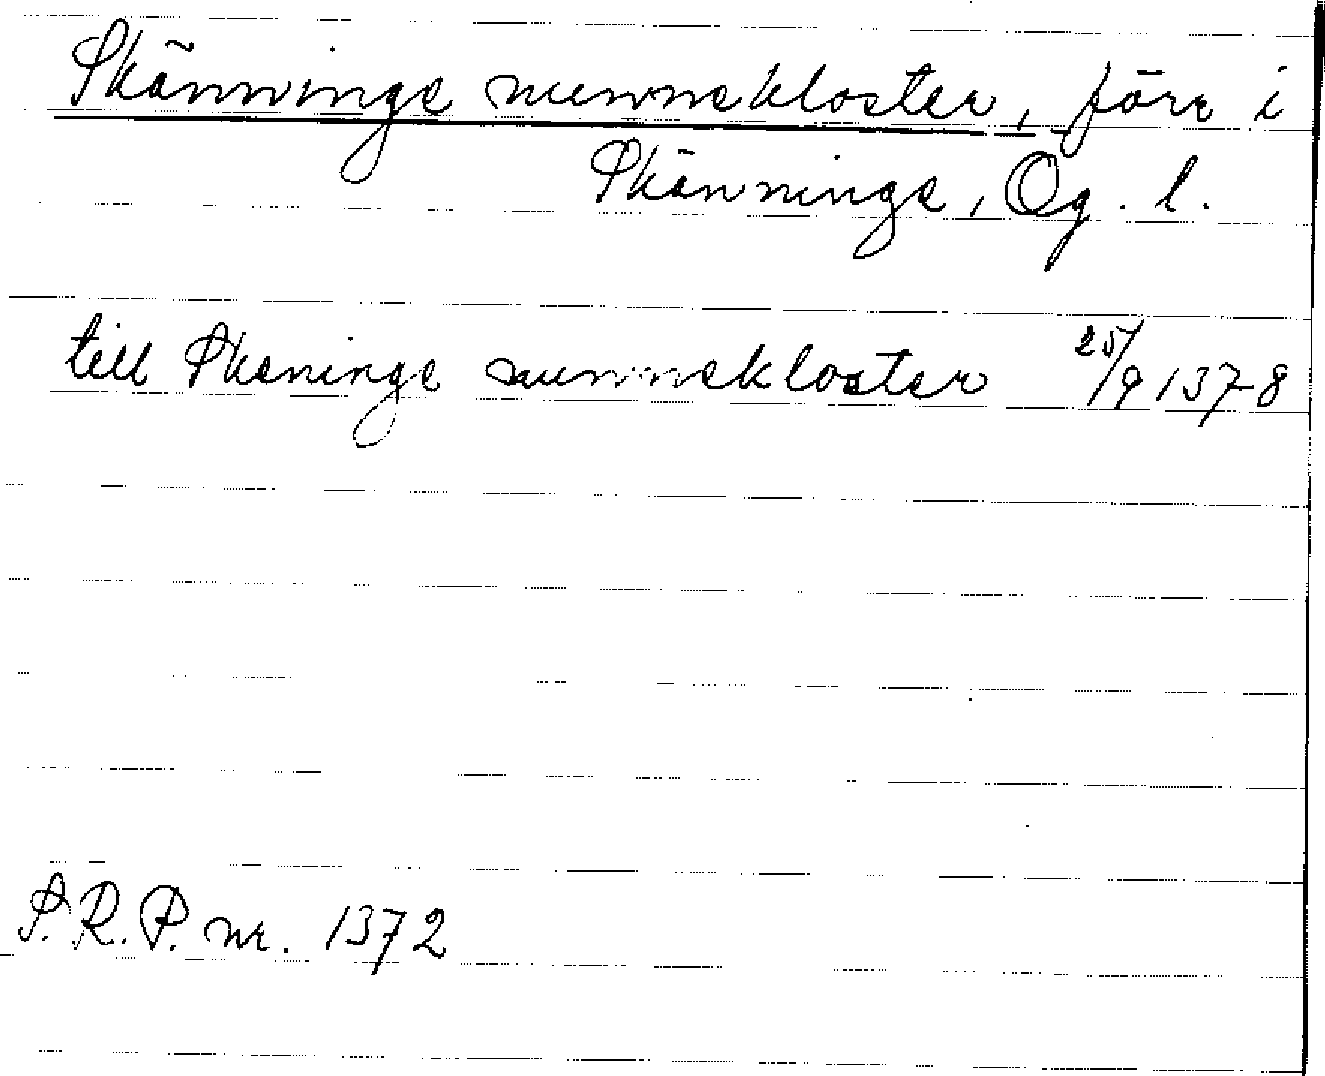 Skänninge nunnekloster, förr i
Skänninge, Ög. l.
till Skeninge nunnekloster 25/9 1378
S.R.P. nr. 1372